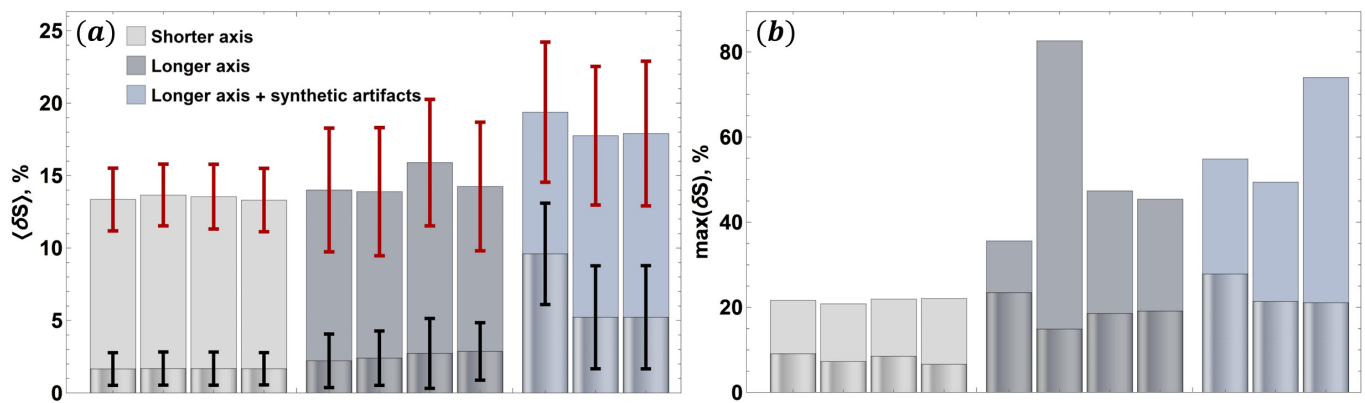 (a)
Shorter axis
Longer axis
Longer axis + synthetic artifacts
25
20
15
10
5
0
⟨δS⟩, %
(b)
80
60
40
20
0
max(δS), %